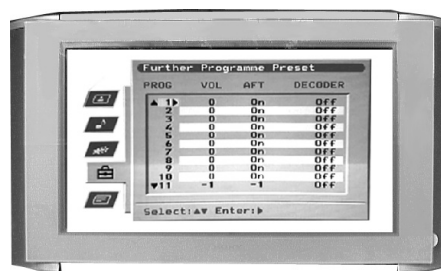 Further Programme Preset
PROG VOL AFT DECODER
▲ 1▶ 0 On Off
2 0 On Off
3 0 On Off
4 0 On Off
5 0 On Off
6 0 On Off
7 0 On Off
8 0 On Off
9 0 On Off
10 0 On Off
▼11 -1 -1 Off
Select:▲▼ Enter:▶